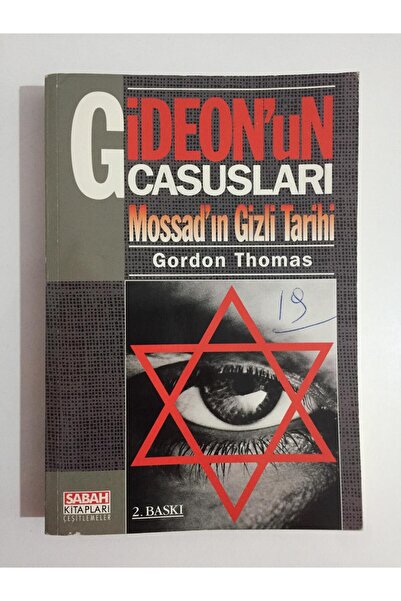 GiDEON'uN
CASUSLARI
Mossad'ın Gizli Tarihi
Gordon Thomas
19
SABAH
KİTAPLARI
ÇEŞİTLEMELER
2. BASKI